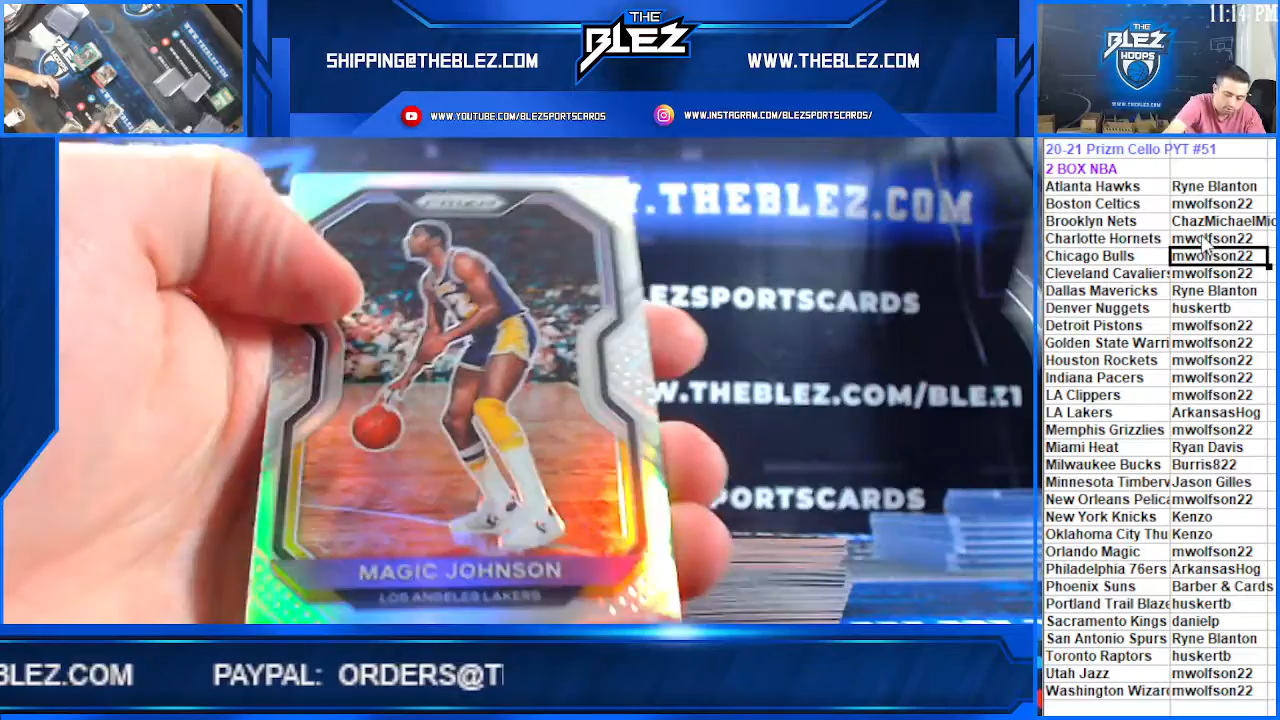 THE
BLEZ
SHIPPING@THEBLEZ.COM
WWW.THEBLEZ.COM
WWW.YOUTUBE.COM/BLEZSPORTSCARDS
WWW.INSTAGRAM.COM/BLEZSPORTSCARDS/
11:14 PM
THE
BLEZ
HOOPS
WWW.THEBLEZ.COM
W.THEBLEZ.COM
LEZSPORTSCARDS
W.THEBLEZ.COM/BLEZ1
PORTSCARDS
PRIZM
MAGIC JOHNSON
LOS ANGELES LAKERS
BLEZ.COM PAYPAL: ORDERS@T
20-21 Prizm Cello PYT #51
2 BOX NBA
Atlanta Hawks Ryne Blanton
Boston Celtics mwolfson22
Brooklyn Nets ChazMichaelMic
Charlotte Hornets mwolfson22
Chicago Bulls mwolfson22
Cleveland Cavaliers mwolfson22
Dallas Mavericks Ryne Blanton
Denver Nuggets huskertb
Detroit Pistons mwolfson22
Golden State Warri mwolfson22
Houston Rockets mwolfson22
Indiana Pacers mwolfson22
LA Clippers mwolfson22
LA Lakers ArkansasHog
Memphis Grizzlies mwolfson22
Miami Heat Ryan Davis
Milwaukee Bucks Burris822
Minnesota Timberv Jason Gilles
New Orleans Pelica mwolfson22
New York Knicks Kenzo
Oklahoma City Thu Kenzo
Orlando Magic mwolfson22
Philadelphia 76ers ArkansasHog
Phoenix Suns Barber & Cards
Portland Trail Blaze huskertb
Sacramento Kings danielp
San Antonio Spurs Ryne Blanton
Toronto Raptors huskertb
Utah Jazz mwolfson22
Washington Wizard mwolfson22